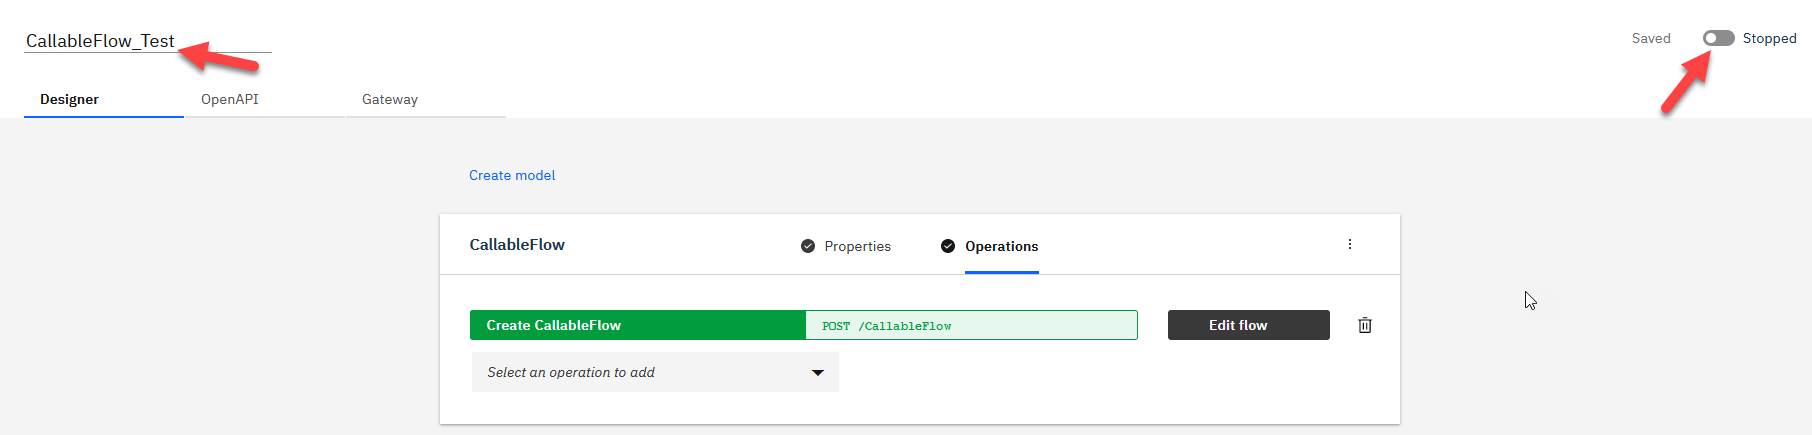 CallableFlow_Test
Saved
Stopped
Designer
OpenAPI
Gateway
Create model
CallableFlow
Properties
Operations
Create CallableFlow
POST /CallableFlow
Edit flow
Select an operation to add